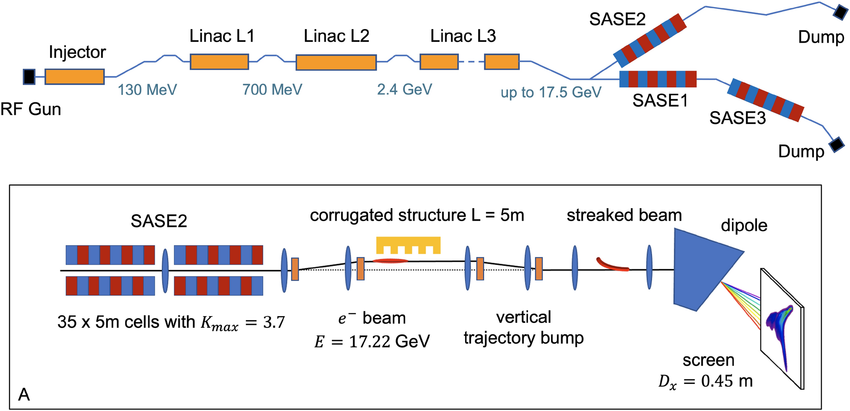 SASE2
Linac L1
Linac L2
Linac L3
Injector
Dump
130 MeV
700 MeV
2.4 GeV
up to 17.5 GeV
RF Gun
SASE1
SASE3
Dump
SASE2
corrugated structure L = 5m
streaked beam
dipole
35 x 5m cells with $K_{max} = 3.7$
$e^-$ beam
$E = 17.22$ GeV
vertical
trajectory bump
screen
$D_x = 0.45$ m
A